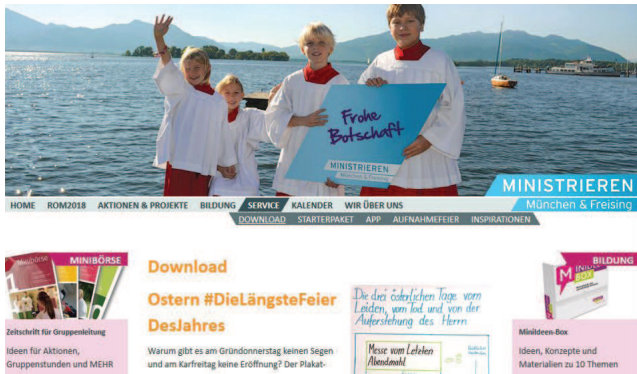 Frohe
Botschaft
MINISTRIEREN
München & Freising
MINISTRIEREN
München & Freising
HOME ROM2018 AKTIONEN & PROJEKTE BILDUNG SERVICE KALENDER WIR ÜBER UNS
DOWNLOAD STARTERPAKET APP AUFNAHMEFEIER INSPIRATIONEN
Minibörse
MINIBÖRSE
Zeitschrift für Gruppenleitung
Ideen für Aktionen,
Gruppenstunden und MEHR
Download
Ostern #DieLängsteFeier
DesJahres
Warum gibt es am Gründonnerstag keinen Segen
und am Karfreitag keine Eröffnung? Der Plakat-
Die drei österlichen Tage vom
Leiden, vom Tod und von der
Auferstehung des Herrn
Messe vom Letzten
Abendmahl
BILDUNG
MINIDEEN
BOX
MiniIdeen-Box
Ideen, Konzepte und
Materialien zu 10 Themen